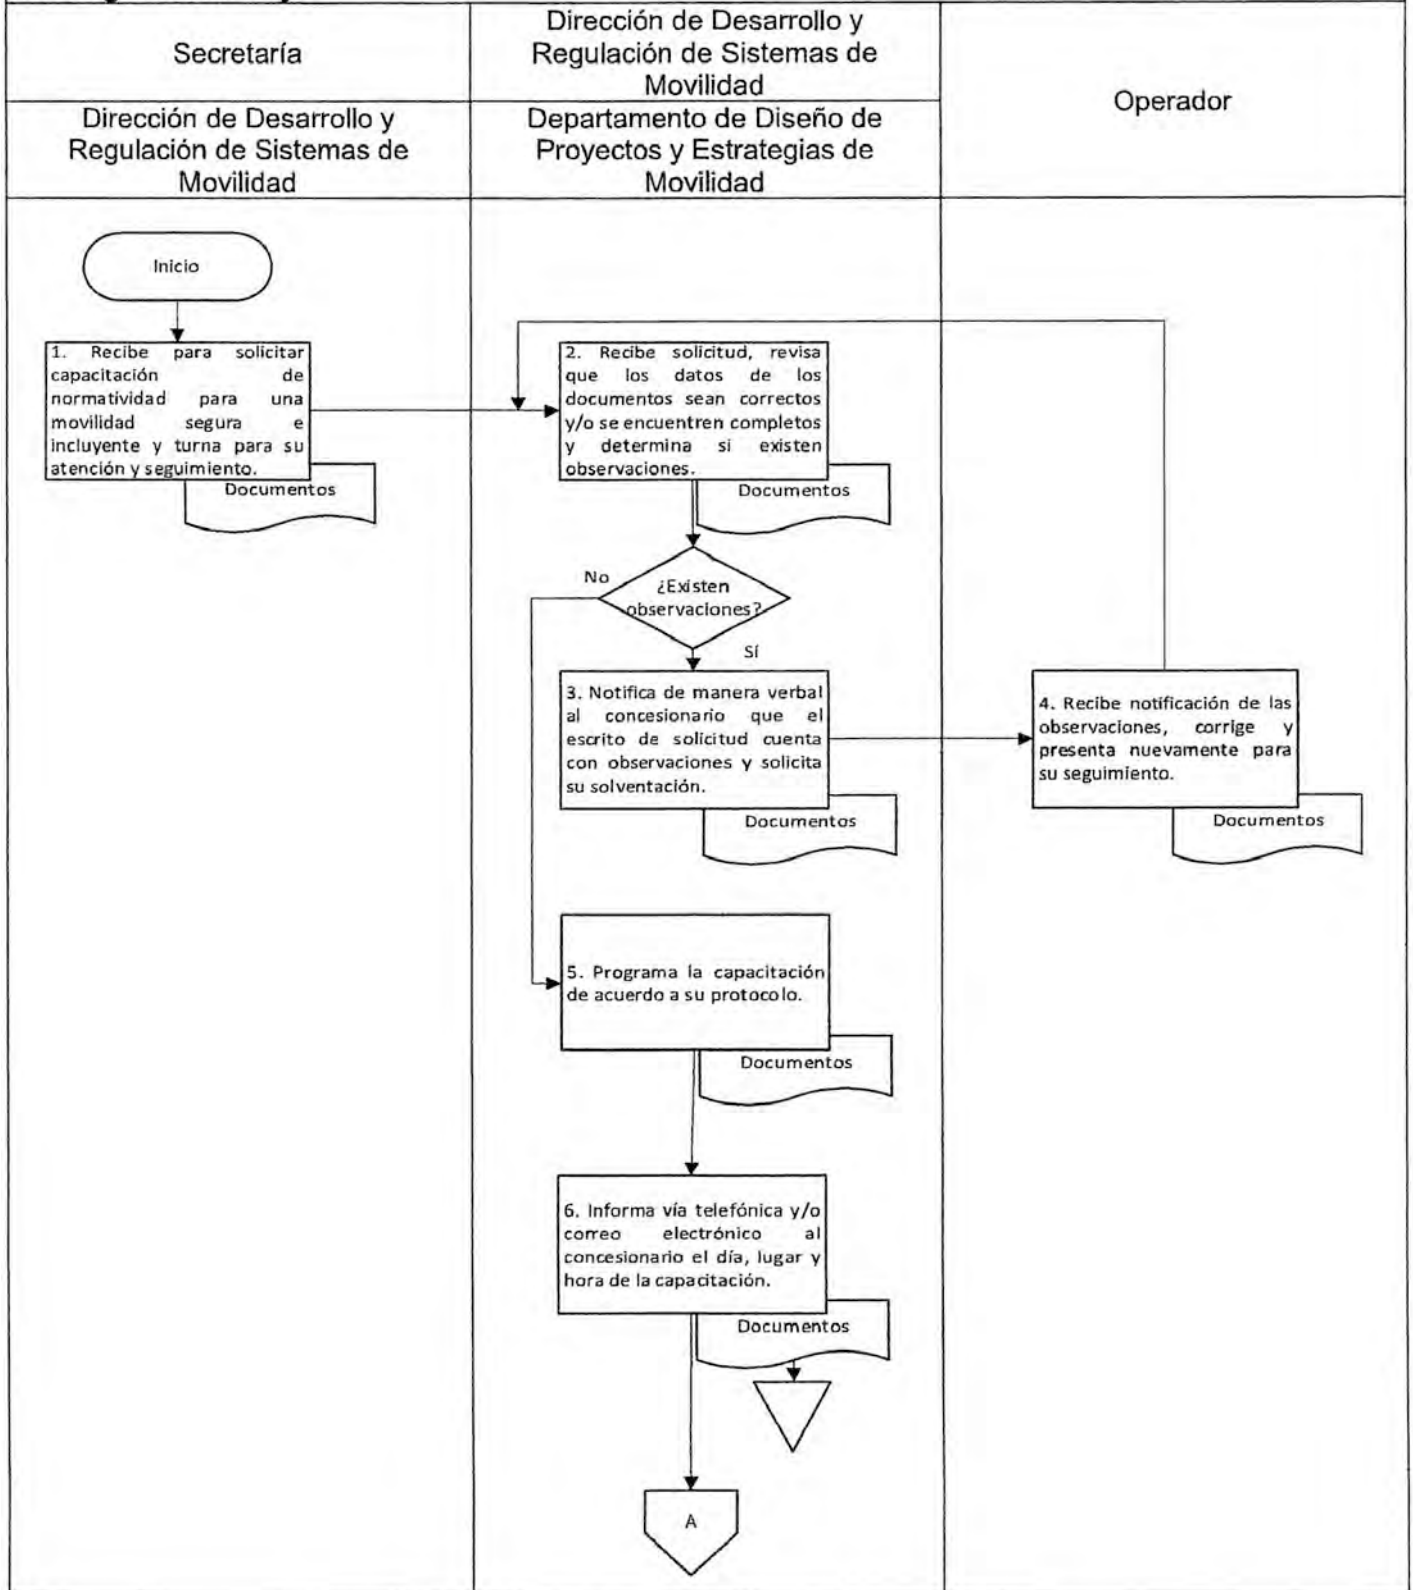 Secretaría
Dirección de Desarrollo y
Regulación de Sistemas de
Movilidad
Operador
Dirección de Desarrollo y
Regulación de Sistemas de
Movilidad
Departamento de Diseño de
Proyectos y Estrategias de
Movilidad
Inicio
1. Recibe para solicitar
capacitación de
normatividad para una
movilidad segura e
incluyente y turna para su
atención y seguimiento.
Documentos
2. Recibe solicitud, revisa
que los datos de los
documentos sean correctos
y/o se encuentren completos
y determina si existen
observaciones.
Documentos
¿Existen
observaciones?
No
Sí
3. Notifica de manera verbal
al concesionario que el
escrito de solicitud cuenta
con observaciones y solicita
su solventación.
Documentos
4. Recibe notificación de las
observaciones, corrige y
presenta nuevamente para
su seguimiento.
Documentos
5. Programa la capacitación
de acuerdo a su protocolo.
Documentos
6. Informa vía telefónica y/o
correo electrónico al
concesionario el día, lugar y
hora de la capacitación.
Documentos
A